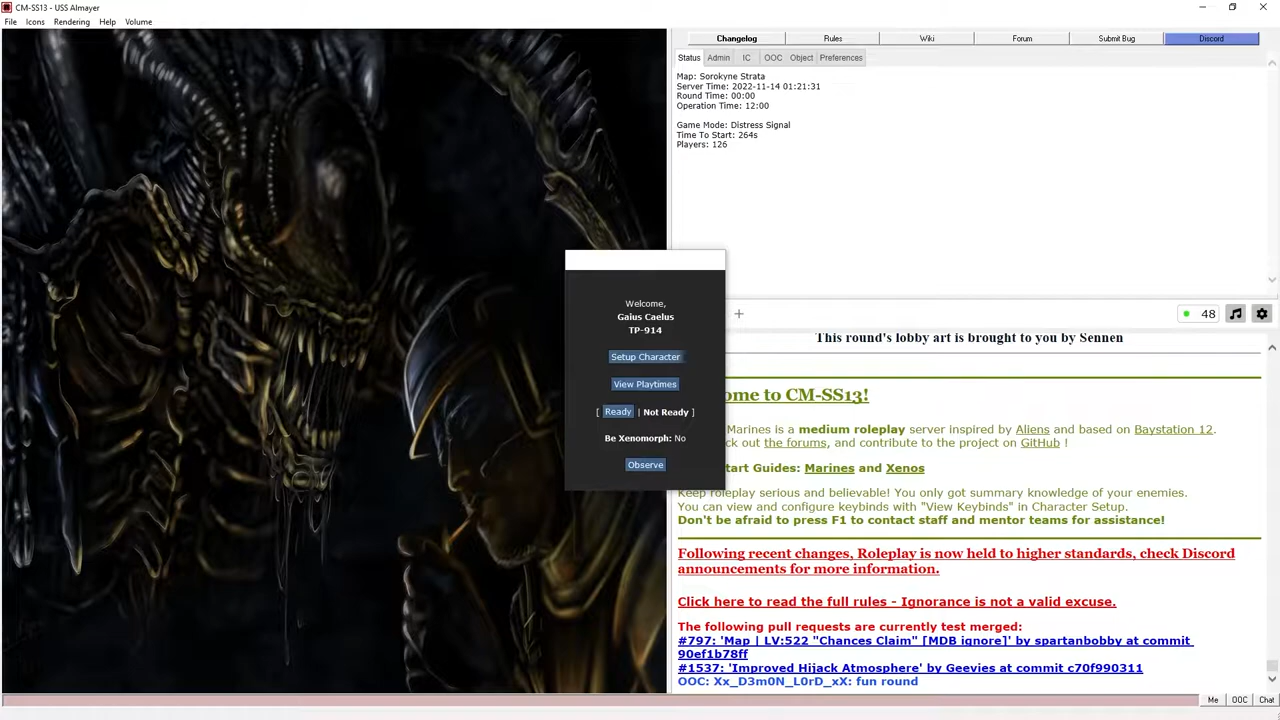 CM-SS13 - USS Almayer
File Icons Rendering Help Volume
Changelog Rules Wiki Forum Submit Bug Discord
Status Admin IC OOC Object Preferences
Map: Sorokyne Strata
Server Time: 2022-11-14 01:21:31
Round Time: 00:00
Operation Time: 12:00
Game Mode: Distress Signal
Time To Start: 264s
Players: 126
+ 48
Welcome,
Gaius Caelus
TP-914
Setup Character
View Playtimes
[ Ready | Not Ready ]
Be Xenomorph: No
Observe
This round's lobby art is brought to you by Sennen
ome to CM-SS13!
Marines is a medium roleplay server inspired by Aliens and based on Baystation 12.
ck out the forums, and contribute to the project on GitHub !
tart Guides: Marines and Xenos
Keep roleplay serious and believable! You only got summary knowledge of your enemies.
You can view and configure keybinds with "View Keybinds" in Character Setup.
Don't be afraid to press F1 to contact staff and mentor teams for assistance!
Following recent changes, Roleplay is now held to higher standards, check Discord
announcements for more information.
Click here to read the full rules - Ignorance is not a valid excuse.
The following pull requests are currently test merged:
#797: 'Map | LV:522 "Chances Claim" [MDB ignore]' by spartanbobby at commit
90ef1b78ff
#1537: 'Improved Hijack Atmosphere' by Geevies at commit c70f990311
OOC: Xx_D3m0N_L0rD_xX: fun round
Me OOC Chat